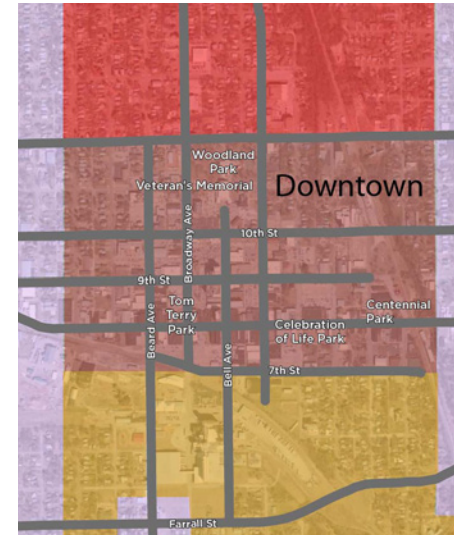 Woodland
Park
Veteran's Memorial
Downtown
Broadway Ave
10th St
9th St
Tom
Terry
Park
Centennial
Park
Celebration
of Life Park
Beard Ave
Bell Ave
7th St
Farrall St